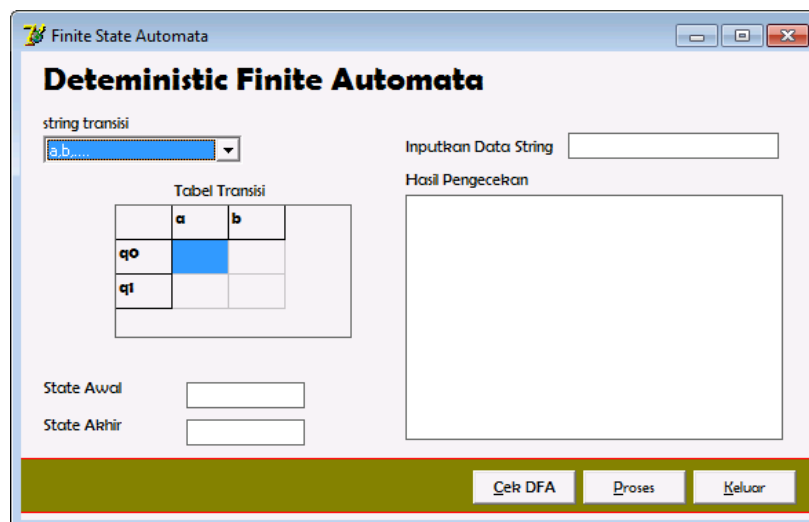 Finite State Automata
Deteministic Finite Automata
string transisi
a,b,....
Tabel Transisi
a b
q0
q1
State Awal
State Akhir
Inputkan Data String
Hasil Pengecekan
Cek DFA Proses Keluar